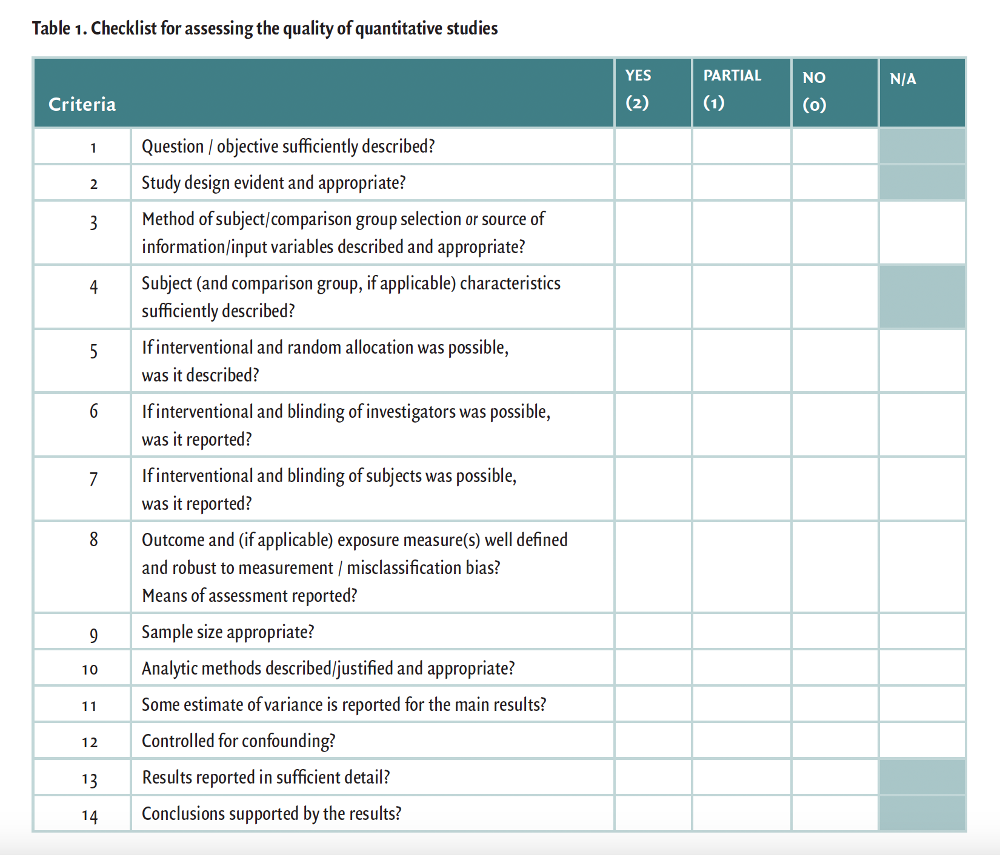 Table 1. Checklist for assessing the quality of quantitative studies
Criteria
YES
(2)
PARTIAL
(1)
NO
(0)
N/A
1
Question / objective sufficiently described?
2
Study design evident and appropriate?
3
Method of subject/comparison group selection or source of
information/input variables described and appropriate?
4
Subject (and comparison group, if applicable) characteristics
sufficiently described?
5
If interventional and random allocation was possible,
was it described?
6
If interventional and blinding of investigators was possible,
was it reported?
7
If interventional and blinding of subjects was possible,
was it reported?
8
Outcome and (if applicable) exposure measure(s) well defined
and robust to measurement / misclassification bias?
Means of assessment reported?
9
Sample size appropriate?
10
Analytic methods described/justified and appropriate?
11
Some estimate of variance is reported for the main results?
12
Controlled for confounding?
13
Results reported in sufficient detail?
14
Conclusions supported by the results?